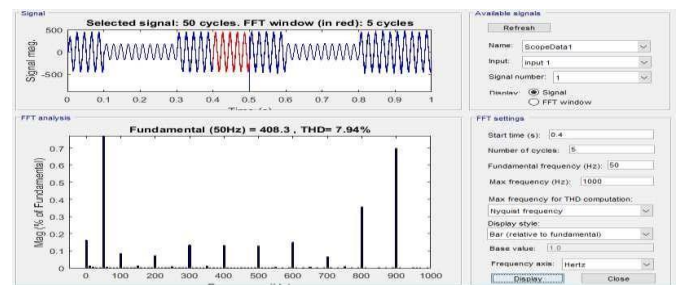 Signal
Selected signal: 50 cycles. FFT window (in red): 5 cycles
Signal mag.
500
0
-500
0 0.1 0.2 0.3 0.4 0.5 0.6 0.7 0.8 0.9 1
Time (s)
FFT analysis
Fundamental (50Hz) = 408.3 , THD= 7.94%
Mag (% of Fundamental)
0.7
0.6
0.5
0.4
0.3
0.2
0.1
0
0 100 200 300 400 500 600 700 800 900 1000
Available signals
Refresh
Name: ScopeData1
Input: input 1
Signal number: 1
Display: Signal
FFT window
FFT settings
Start time (s): 0.4
Number of cycles: 5
Fundamental frequency (Hz): 50
Max frequency (Hz): 1000
Max frequency for THD computation:
Nyquist frequency
Display style:
Bar (relative to fundamental)
Base value: 1.0
Frequency axis: Hertz
Display Close